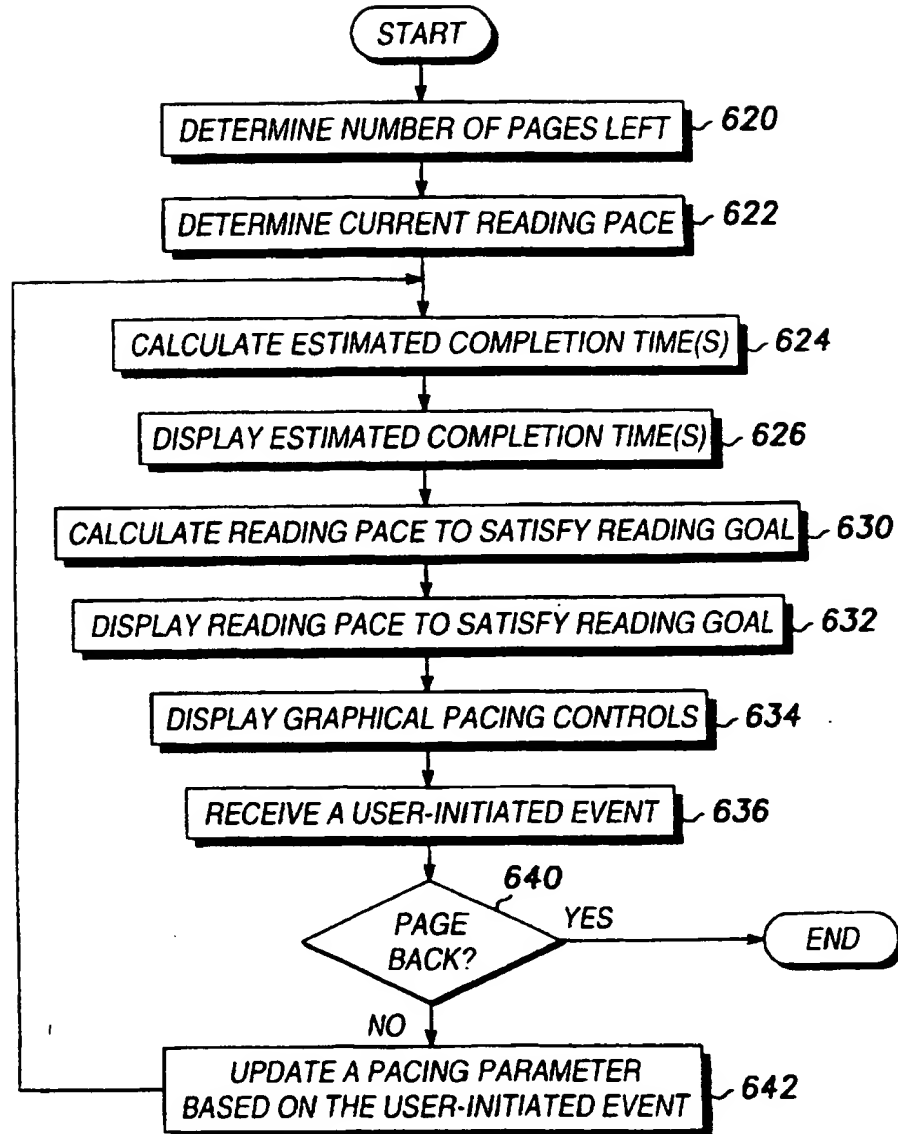 START
DETERMINE NUMBER OF PAGES LEFT 620
DETERMINE CURRENT READING PACE 622
CALCULATE ESTIMATED COMPLETION TIME(S) 624
DISPLAY ESTIMATED COMPLETION TIME(S) 626
CALCULATE READING PACE TO SATISFY READING GOAL 630
DISPLAY READING PACE TO SATISFY READING GOAL 632
DISPLAY GRAPHICAL PACING CONTROLS 634
RECEIVE A USER-INITIATED EVENT 636
640
PAGE
BACK?
YES
END
NO
UPDATE A PACING PARAMETER
BASED ON THE USER-INITIATED EVENT 642